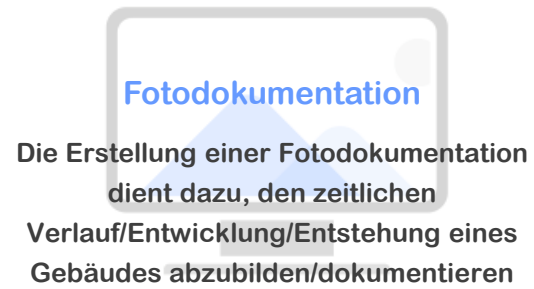 Fotodokumentation
Die Erstellung einer Fotodokumentation
dient dazu, den zeitlichen
Verlauf/Entwicklung/Entstehung eines
Gebäudes abzubilden/dokumentieren